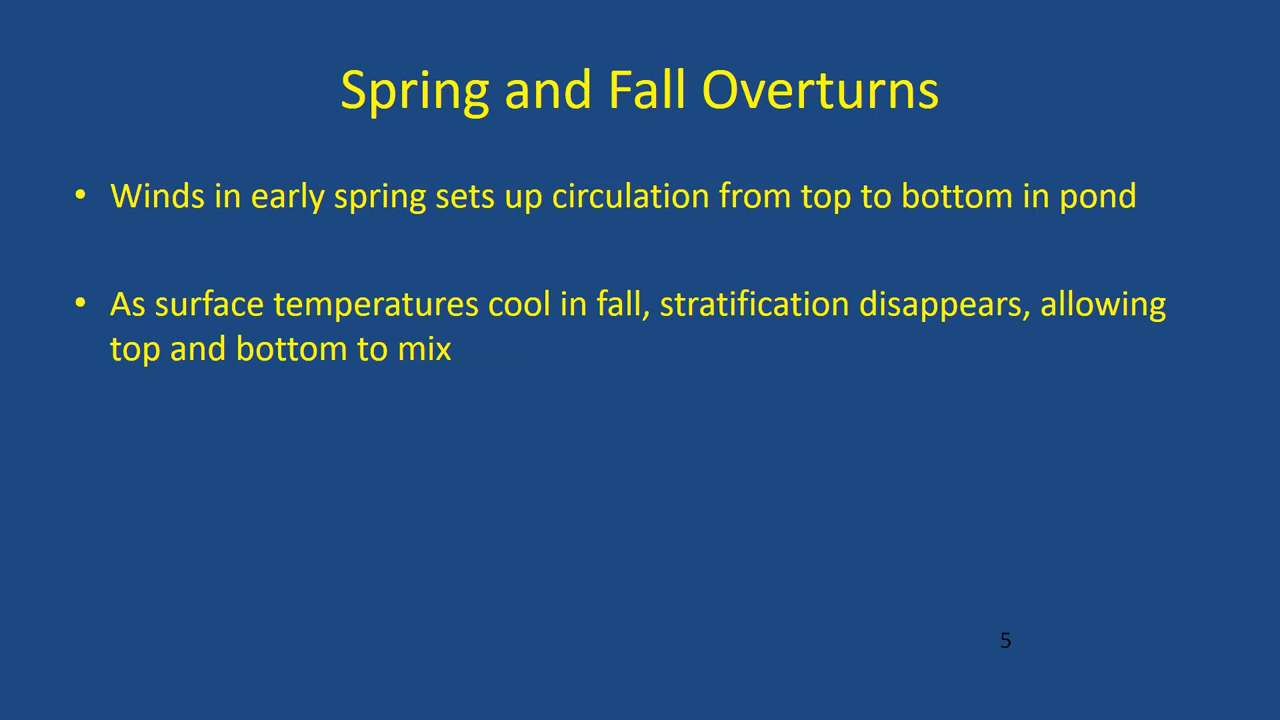 Spring and Fall Overturns
• Winds in early spring sets up circulation from top to bottom in pond
• As surface temperatures cool in fall, stratification disappears, allowing
top and bottom to mix
5